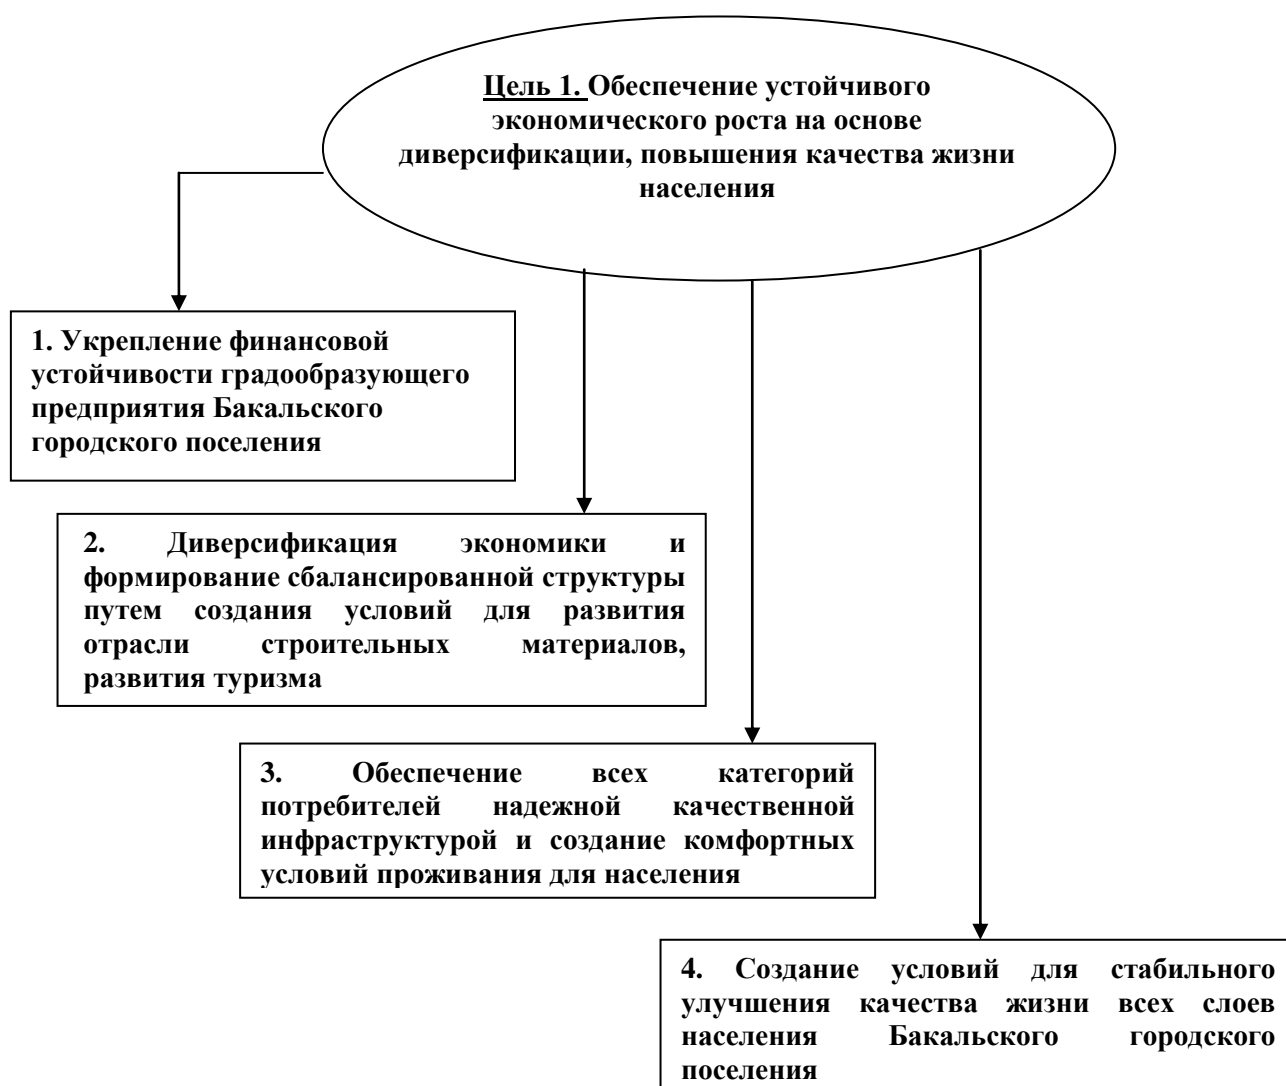 Цель 1. Обеспечение устойчивого
экономического роста на основе
диверсификации, повышения качества жизни
населения
1. Укрепление финансовой
устойчивости градообразующего
предприятия Бакальского
городского поселения
2. Диверсификация экономики и
формирование сбалансированной структуры
путем создания условий для развития
отрасли строительных материалов,
развития туризма
3. Обеспечение всех категорий
потребителей надежной качественной
инфраструктурой и создание комфортных
условий проживания для населения
4. Создание условий для стабильного
улучшения качества жизни всех слоев
населения Бакальского городского
поселения